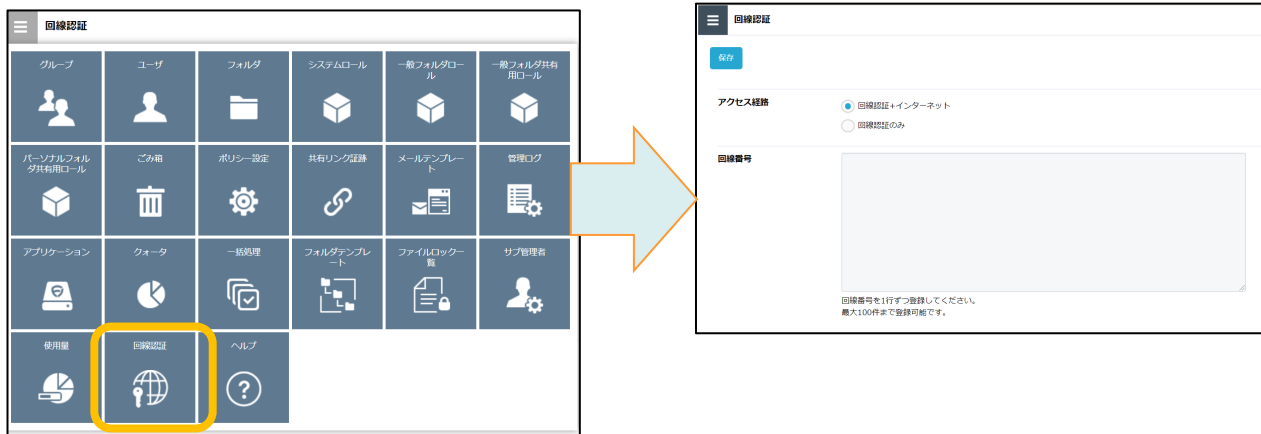 回線認証
グループ
ユーザ
フォルダ
システムロール
一般フォルダロー
ル
一般フォルダ共有
用ロール
パーソナルフォル
ダ共有用ロール
ごみ箱
ポリシー設定
共有リンク証跡
メールテンプレー
ト
管理ログ
アプリケーション
クォータ
一括処理
フォルダテンプレ
ート
ファイルロック一
覧
サブ管理者
使用量
回線認証
ヘルプ
回線認証
保存
アクセス経路
回線認証+インターネット
回線認証のみ
回線番号
回線番号を1行ずつ登録してください。
最大100件まで登録可能です。